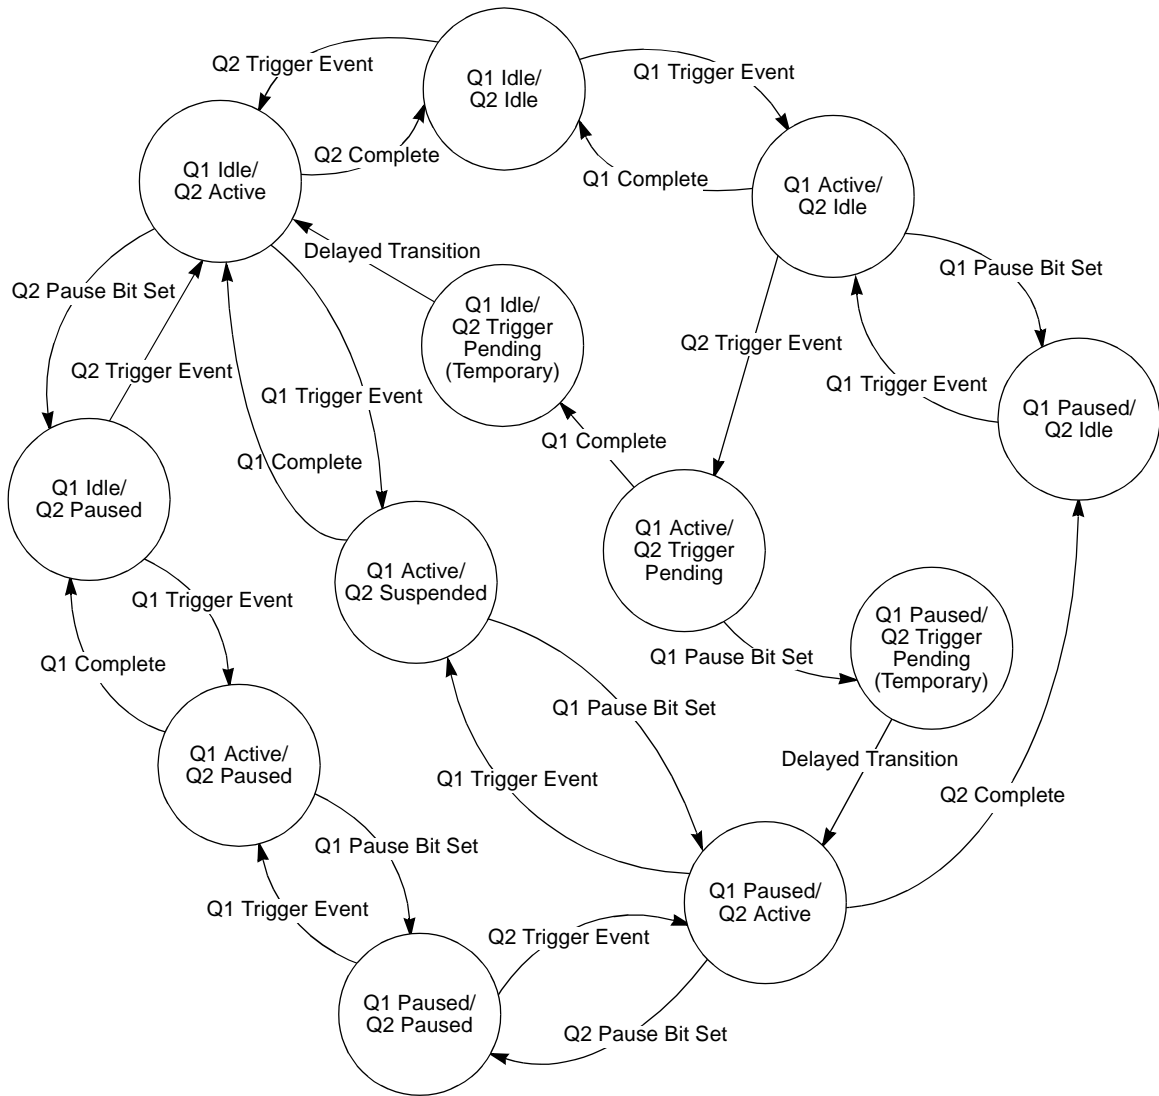 Q2 Trigger Event
Q1 Idle/
Q2 Idle
Q1 Trigger Event
Q2 Complete
Q1 Complete
Q1 Idle/
Q2 Active
Q1 Active/
Q2 Idle
Delayed Transition
Q1 Pause Bit Set
Q2 Pause Bit Set
Q1 Idle/
Q2 Trigger
Pending
(Temporary)
Q2 Trigger Event
Q2 Trigger Event
Q1 Trigger Event
Q1 Trigger Event
Q1 Paused/
Q2 Idle
Q1 Complete
Q1 Complete
Q1 Idle/
Q2 Paused
Q1 Active/
Q2 Trigger
Pending
Q1 Active/
Q2 Suspended
Q1 Trigger Event
Q1 Paused/
Q2 Trigger
Pending
(Temporary)
Q1 Complete
Q1 Pause Bit Set
Q1 Pause Bit Set
Q1 Active/
Q2 Paused
Q1 Trigger Event
Delayed Transition
Q2 Complete
Q1 Pause Bit Set
Q1 Paused/
Q2 Active
Q1 Trigger Event
Q2 Trigger Event
Q1 Paused/
Q2 Paused
Q2 Pause Bit Set